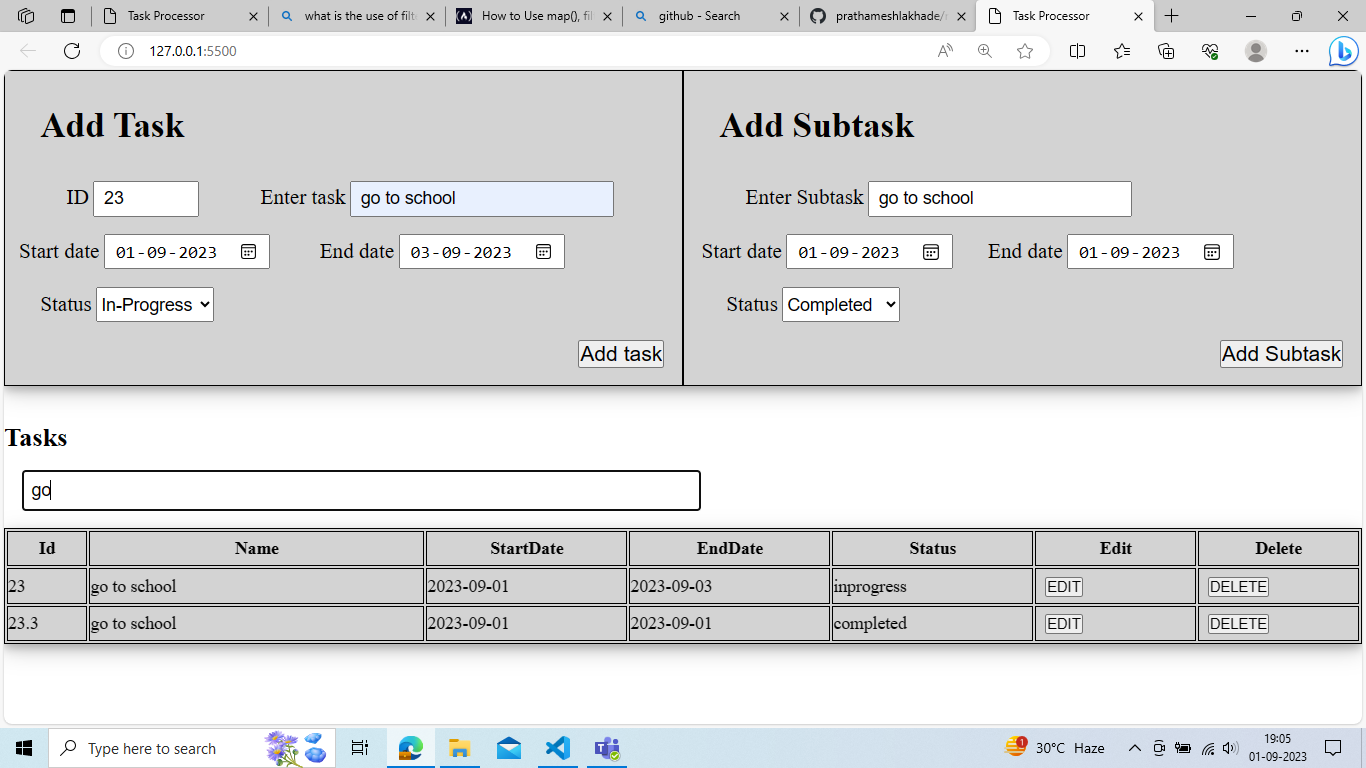 Task Processor
what is the use of filt
How to Use map(), fil
github - Search
prathameshlakhade/
Task Processor
127.0.0.1:5500
Add Task
ID 23 Enter task go to school
Start date 01-09-2023 End date 03-09-2023
Status In-Progress
Add task
Add Subtask
Enter Subtask go to school
Start date 01-09-2023 End date 01-09-2023
Status Completed
Add Subtask
Tasks
go
Id Name StartDate EndDate Status Edit Delete
23 go to school 2023-09-01 2023-09-03 inprogress EDIT DELETE
23.3 go to school 2023-09-01 2023-09-01 completed EDIT DELETE
Type here to search
1
30°C Haze
19:05
01-09-2023